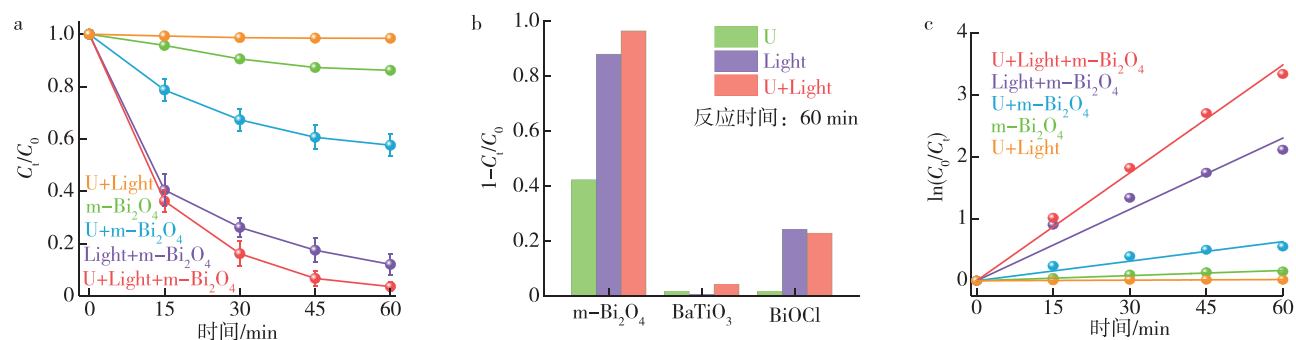 a
C_t/C_0
1.0
0.8
0.6
0.4
0.2
0
U+Light
m−Bi₂O₄
U+m−Bi₂O₄
Light+m−Bi₂O₄
U+Light+m−Bi₂O₄
0 15 30 45 60
时间/min
b
1−C_t/C_0
1.0
0.8
0.6
0.4
0.2
0
U
Light
U+Light
反应时间：60 min
m−Bi₂O₄ BaTiO₃ BiOCl
c
ln(C_0/C_t)
4
3
2
1
0
U+Light+m−Bi₂O₄
Light+m−Bi₂O₄
U+m−Bi₂O₄
m−Bi₂O₄
U+Light
0 15 30 45 60
时间/min